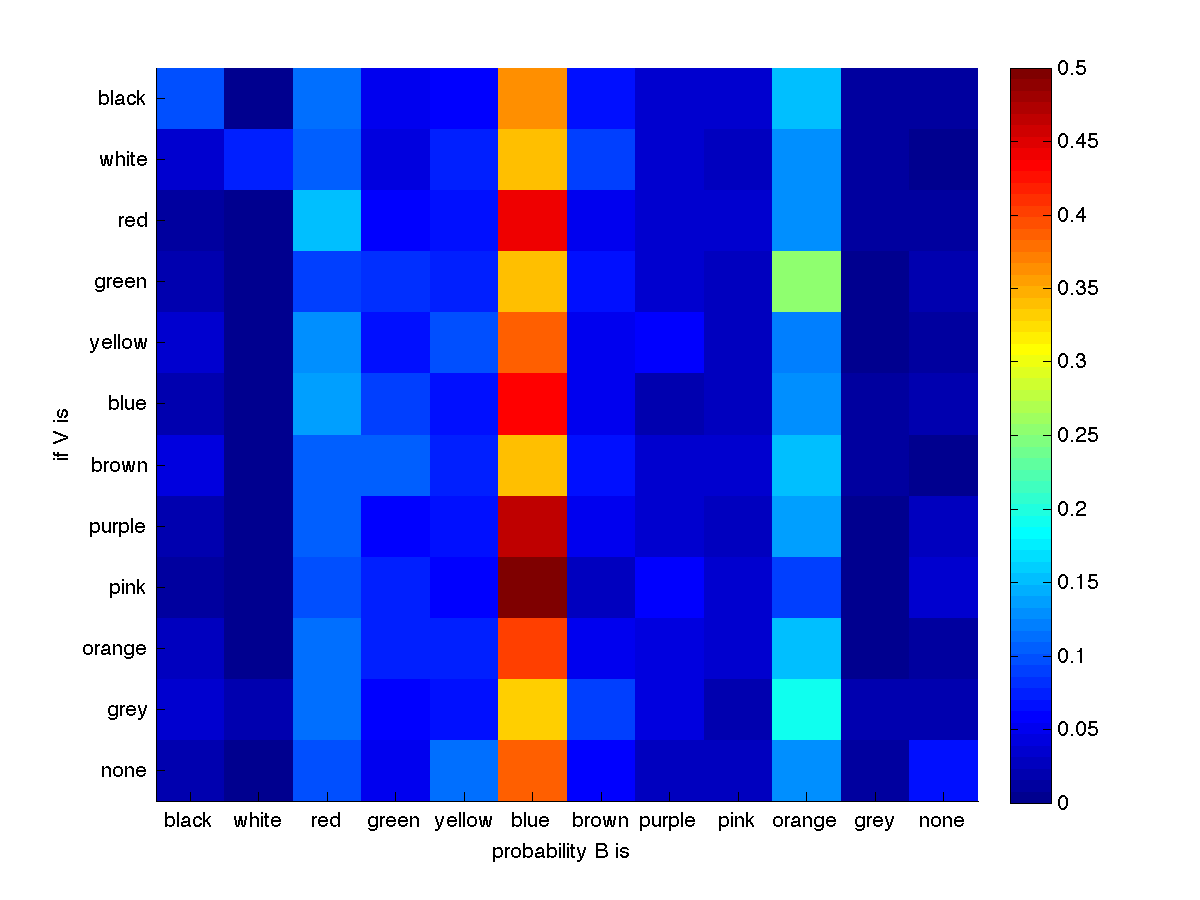 black
white
red
green
yellow
blue
brown
purple
pink
orange
grey
none
if V is
black white red green yellow blue brown purple pink orange grey none
probability B is
0.5
0.45
0.4
0.35
0.3
0.25
0.2
0.15
0.1
0.05
0